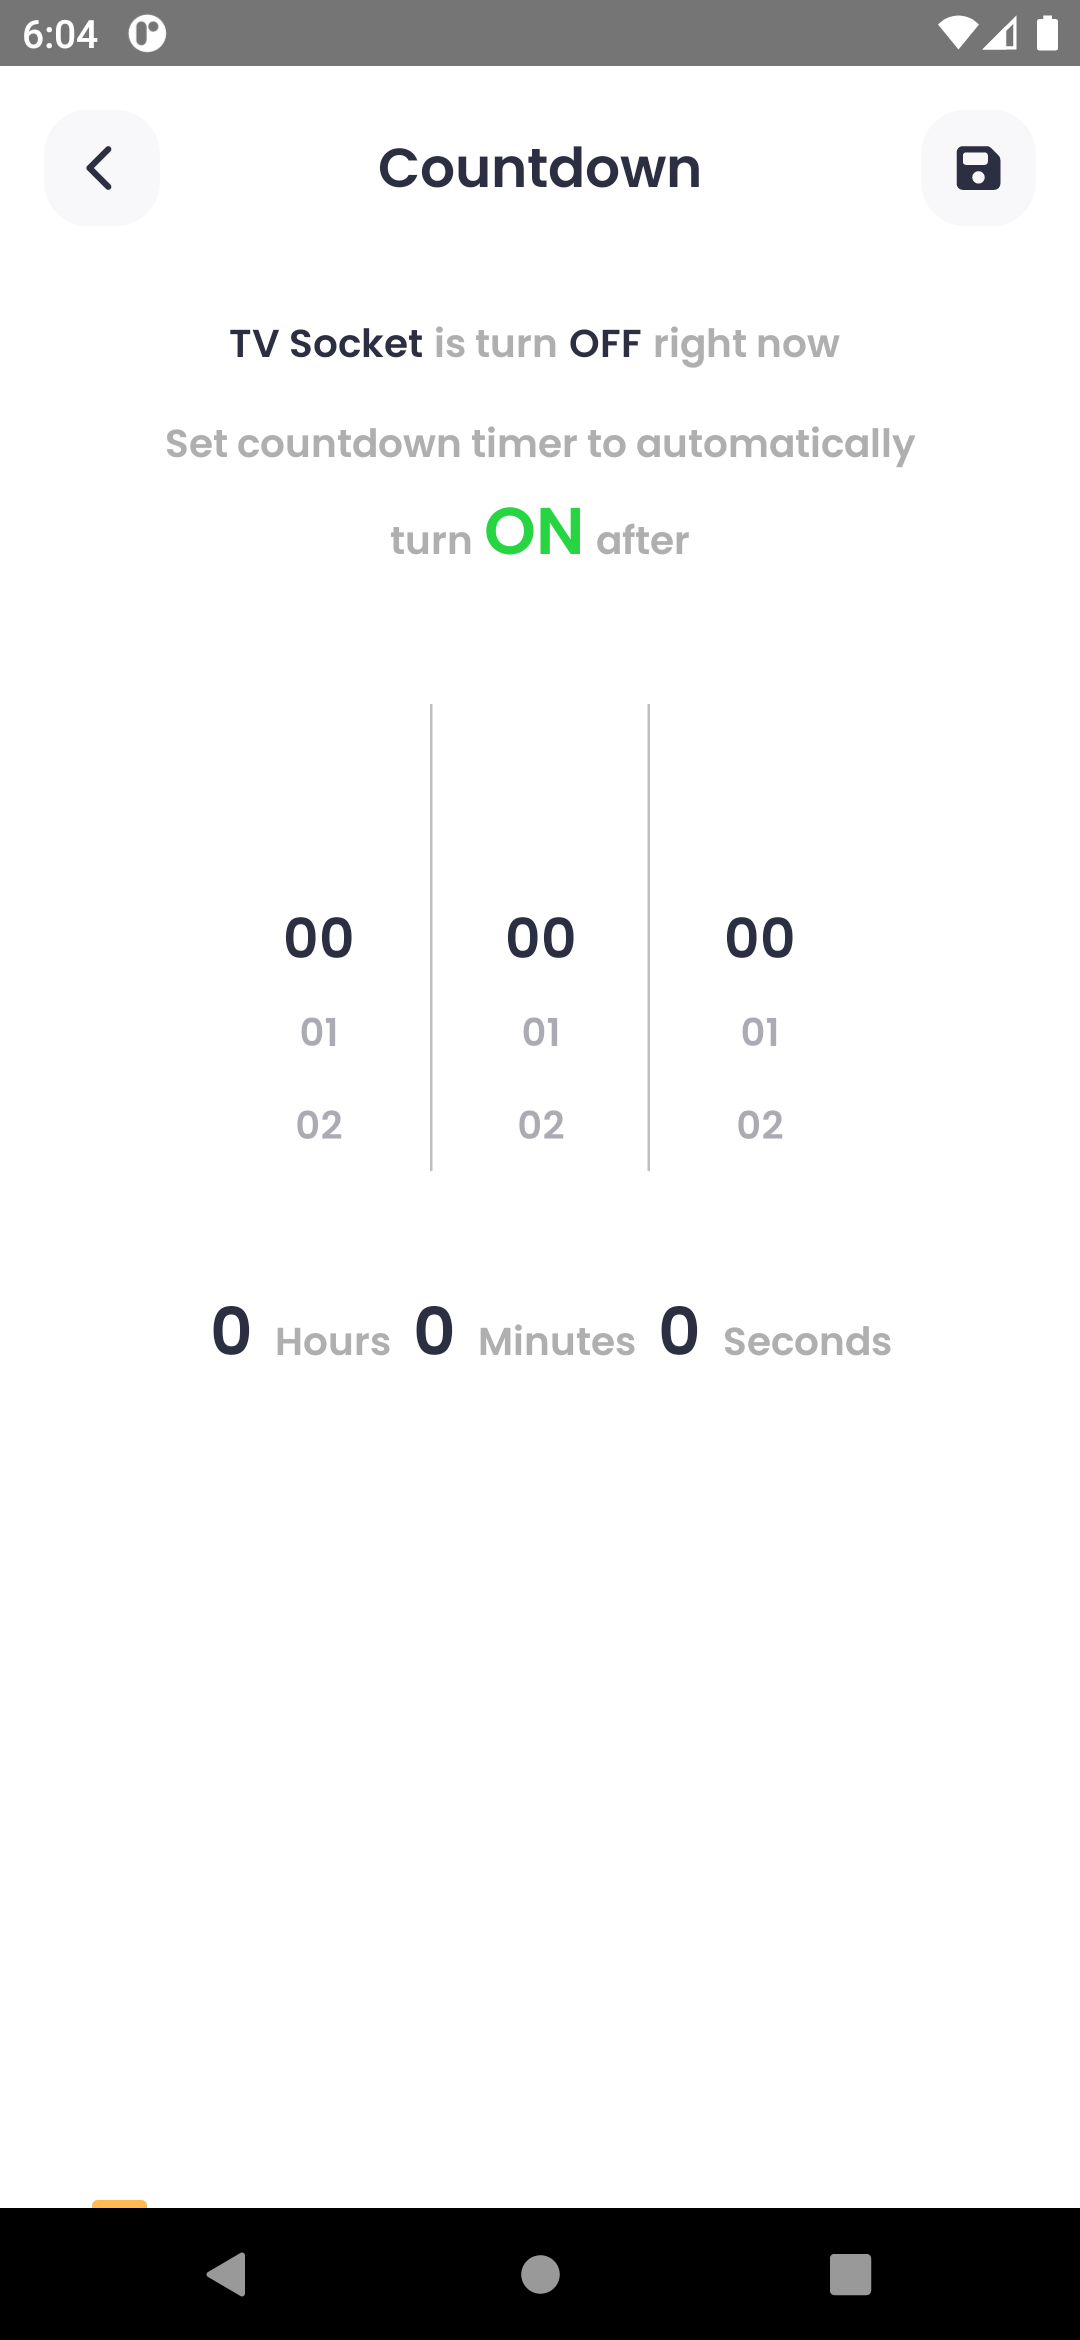 6:04
Countdown
TV Socket is turn OFF right now
Set countdown timer to automatically
turn ON after
00 00 00
01 01 01
02 02 02
0 Hours 0 Minutes 0 Seconds